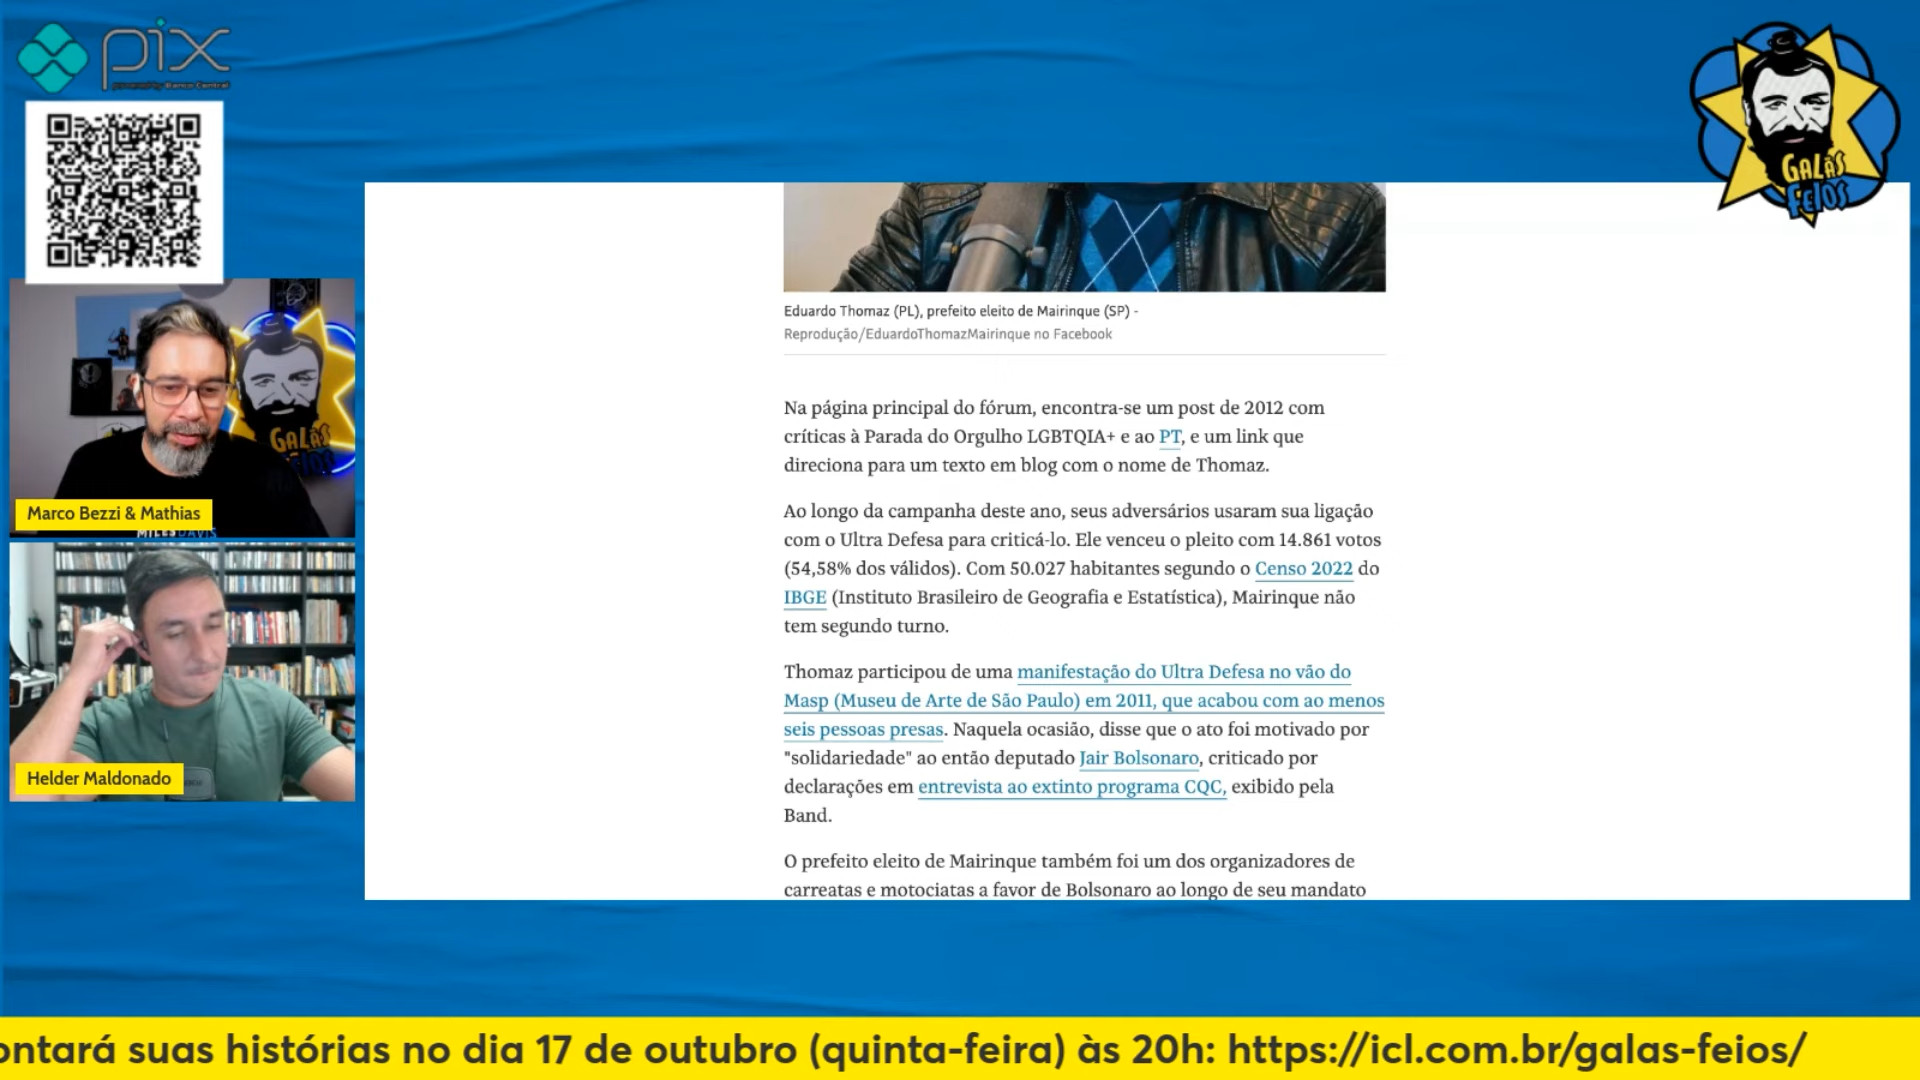 pix
powered by Banco Central
GALÃS
FEIOS
GALÃS
FEIOS
Marco Bezzi & Mathias
MILES DAVIS
Helder Maldonado
Eduardo Thomaz (PL), prefeito eleito de Mairinque (SP) -
Reprodução/EduardoThomazMairinque no Facebook
Na página principal do fórum, encontra-se um post de 2012 com
críticas à Parada do Orgulho LGBTQIA+ e ao PT, e um link que
direciona para um texto em blog com o nome de Thomaz.
Ao longo da campanha deste ano, seus adversários usaram sua ligação
com o Ultra Defesa para criticá-lo. Ele venceu o pleito com 14.861 votos
(54,58% dos válidos). Com 50.027 habitantes segundo o Censo 2022 do
IBGE (Instituto Brasileiro de Geografia e Estatística), Mairinque não
tem segundo turno.
Thomaz participou de uma manifestação do Ultra Defesa no vão do
Masp (Museu de Arte de São Paulo) em 2011, que acabou com ao menos
seis pessoas presas. Naquela ocasião, disse que o ato foi motivado por
"solidariedade" ao então deputado Jair Bolsonaro, criticado por
declarações em entrevista ao extinto programa CQC, exibido pela
Band.
O prefeito eleito de Mairinque também foi um dos organizadores de
carreatas e motociatas a favor de Bolsonaro ao longo de seu mandato
ontará suas histórias no dia 17 de outubro (quinta-feira) às 20h: https://icl.com.br/galas-feios/